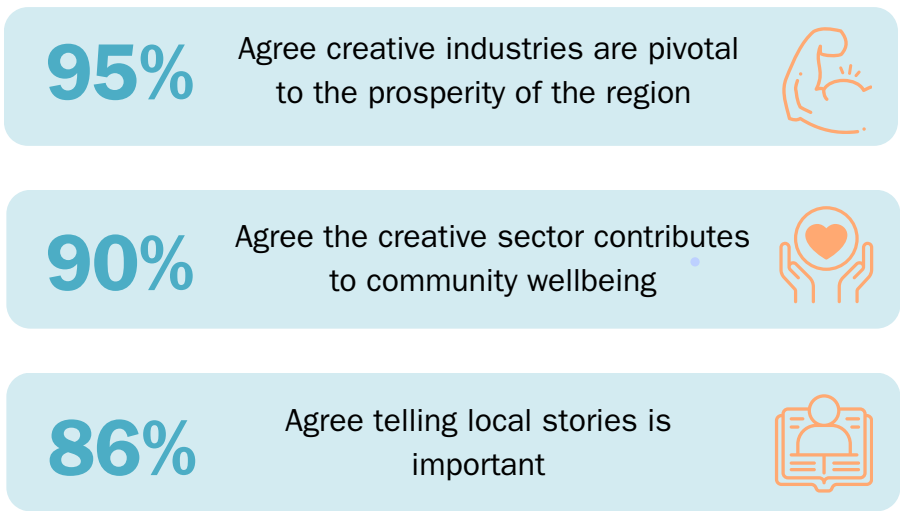 95%
Agree creative industries are pivotal
to the prosperity of the region
90%
Agree the creative sector contributes
to community wellbeing
86%
Agree telling local stories is
important